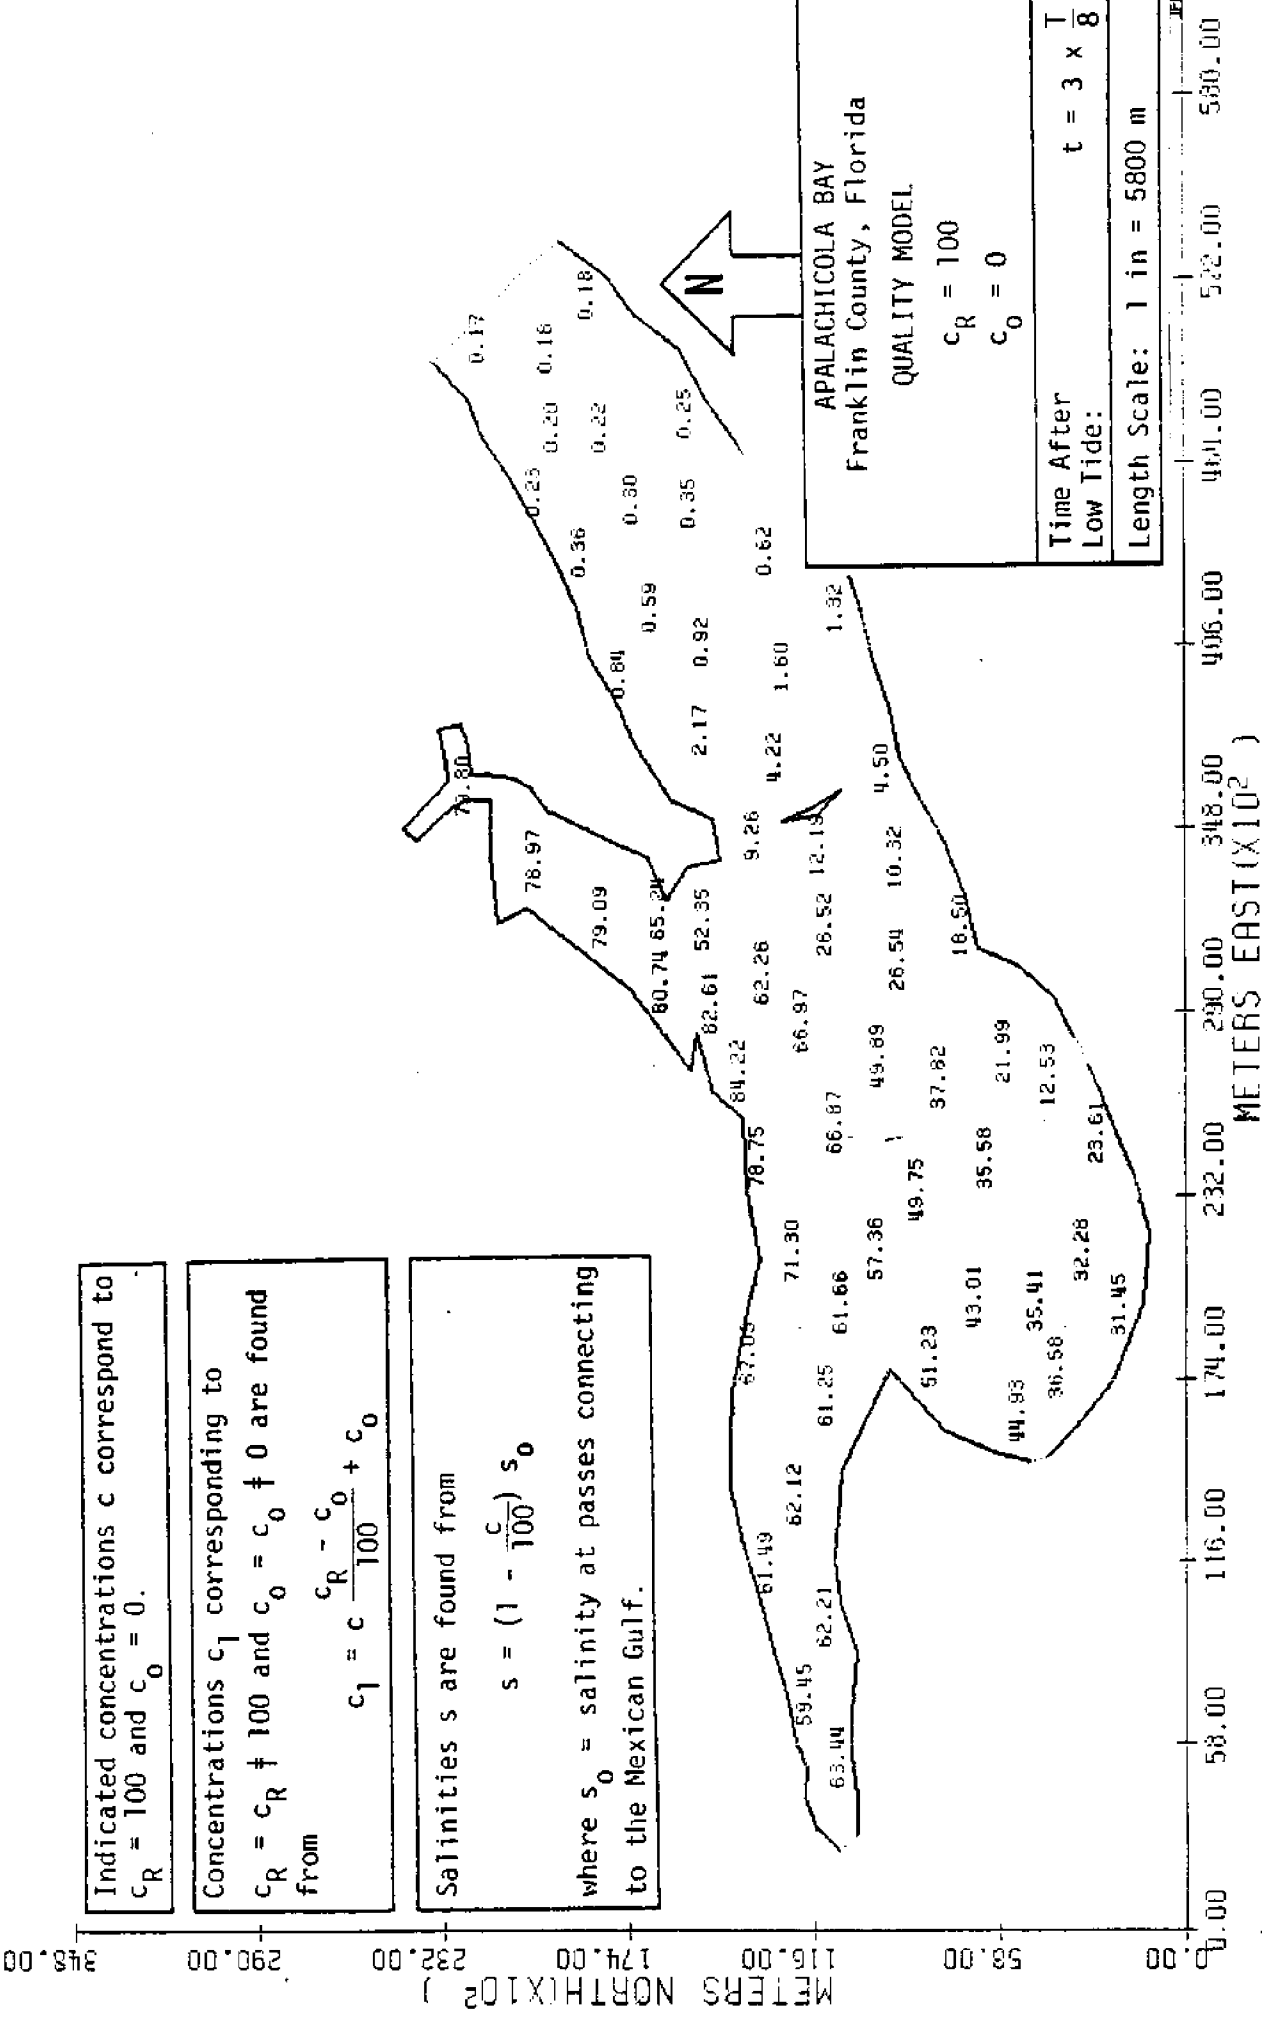 Indicated concentrations c correspond to
c_R = 100 and c_o = 0.
Concentrations c_1 corresponding to
c_R = c_R ≠ 100 and c_o = c_o ≠ 0 are found
from
c_1 = c (c_R - c_o)/100 + c_o
Salinities s are found from
s = (1 - c/100) s_o
where s_o = salinity at passes connecting
to the Mexican Gulf.
METERS NORTH(X10²)
348.00
290.00
232.00
174.00
116.00
58.00
0.00
79.80
78.97
79.09
80.74 65.24
82.61 52.35
84.22 62.26 9.26
78.75 66.97 26.52 12.19
71.30 66.87 49.89 26.54 10.32
61.66 57.36 49.75 37.82 18.50
61.25 51.23 43.01 35.58 21.99
44.93 36.58 35.41 32.28 12.53
31.45 23.61
61.49 62.12
59.45 62.21
63.44
0.17
0.16 0.18
0.20 0.22 0.25
0.30 0.35
0.36 0.62
0.59
0.92 1.60
2.17 4.22 4.50
N
APALACHICOLA BAY
Franklin County, Florida
QUALITY MODEL
c_R = 100
c_o = 0
Time After
Low Tide: t = 3 x T/8
Length Scale: 1 in = 5800 m
0.00 58.00 116.00 174.00 232.00 290.00 348.00 406.00 464.00 522.00 580.00
METERS EAST(X10²)